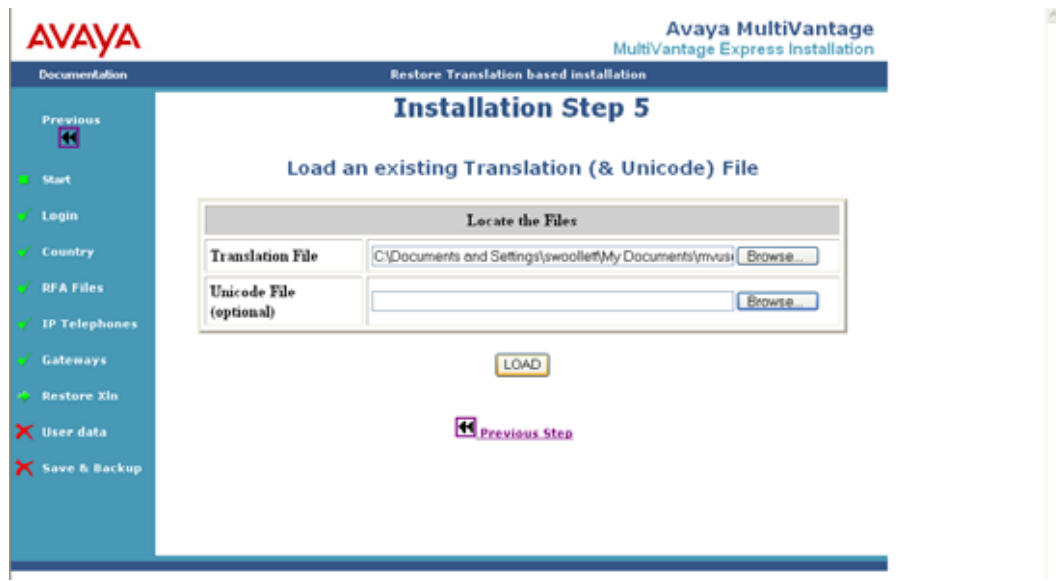 AVAYA
Avaya MultiVantage
MultiVantage Express Installation
Documentation
Restore Translation based installation
Previous
Start
Login
Country
RFA Files
IP Telephones
Gateways
Restore Xln
User data
Save & Backup
Installation Step 5
Load an existing Translation (& Unicode) File
Locate the Files
Translation File
C:\Documents and Settings\swoollett\My Documents\mvus
Browse...
Unicode File
(optional)
Browse...
LOAD
Previous Step